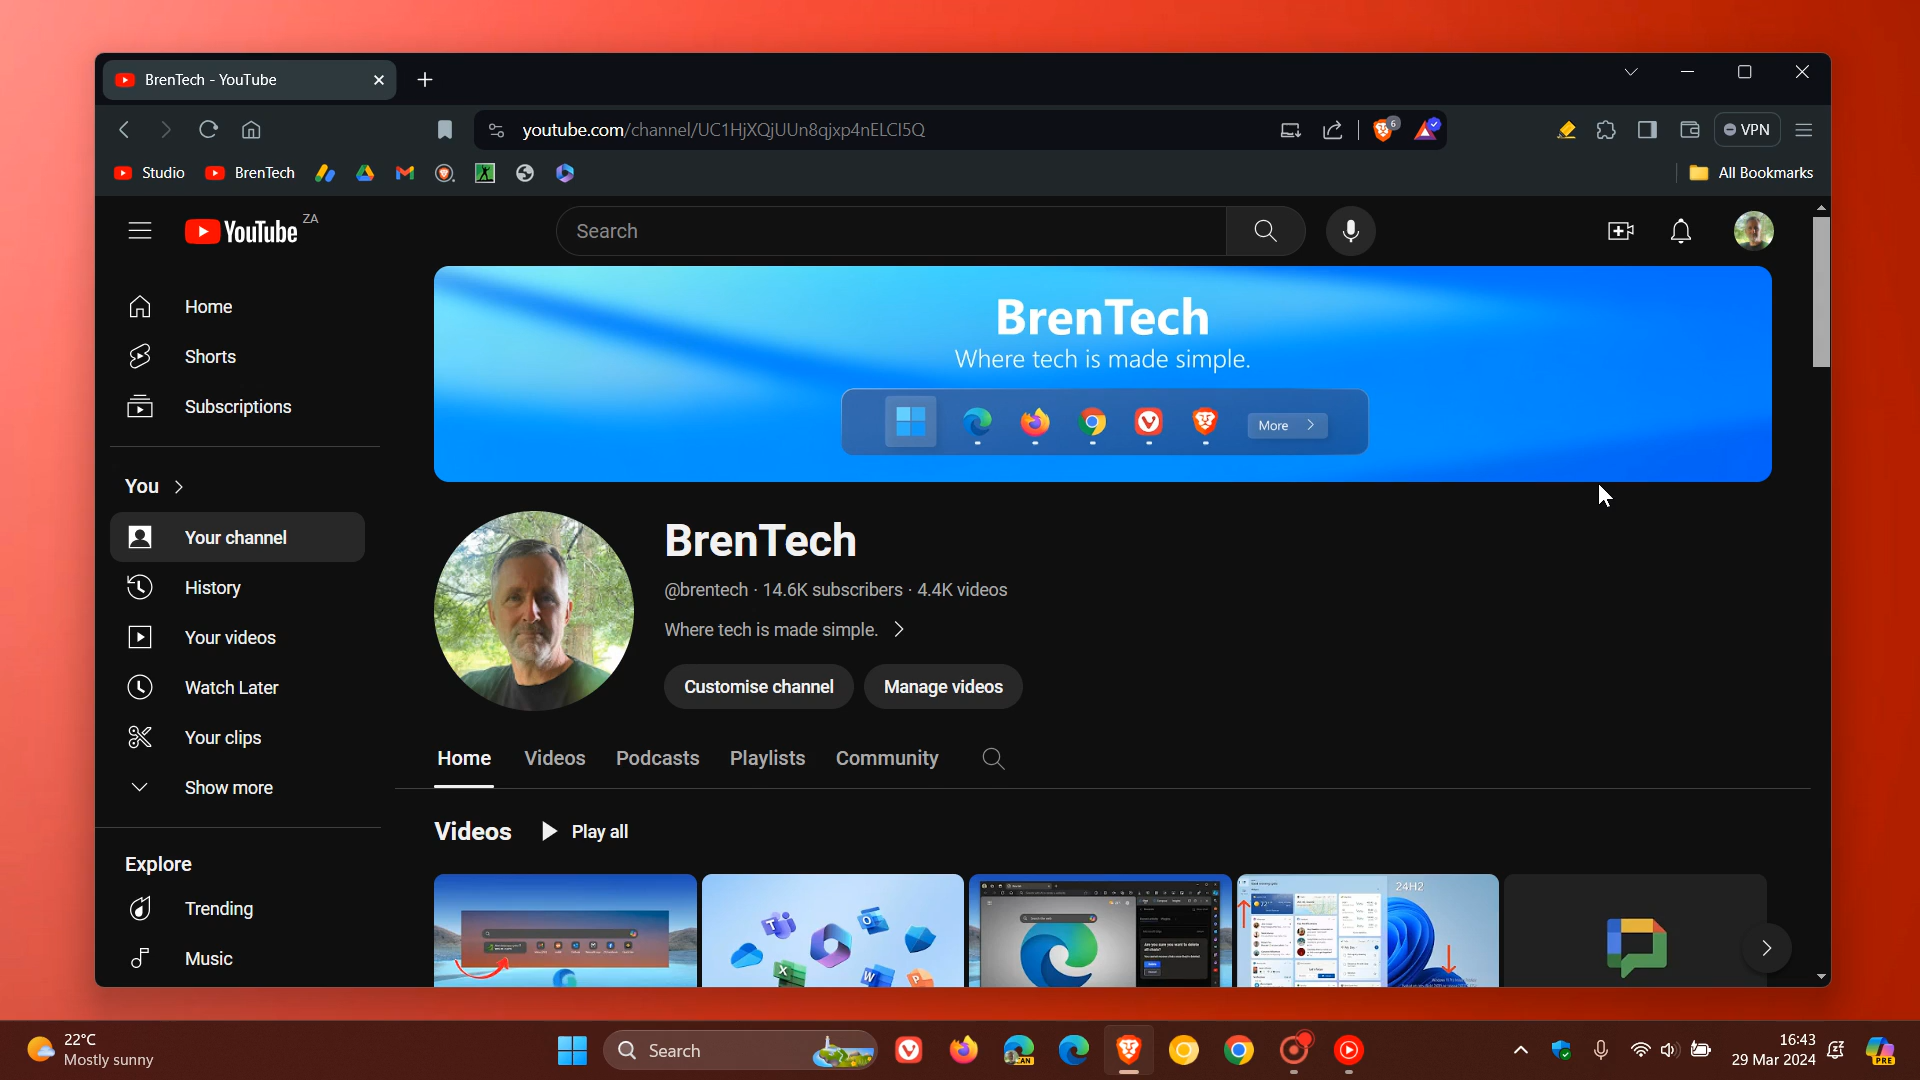 BrenTech - YouTube
youtube.com/channel/UC1HjXQjUUn8qjxp4nELCI5Q
6
VPN
Studio
BrenTech
All Bookmarks
YouTube ZA
Search
Home
Shorts
Subscriptions
You
Your channel
History
Your videos
Watch Later
Your clips
Show more
Explore
Trending
Music
BrenTech
Where tech is made simple.
More
BrenTech
@brentech · 14.6K subscribers · 4.4K videos
Where tech is made simple.
Customise channel
Manage videos
Home
Videos
Podcasts
Playlists
Community
Videos
Play all
24H2
22°C
Mostly sunny
Search
CAN
16:43
29 Mar 2024
PRE